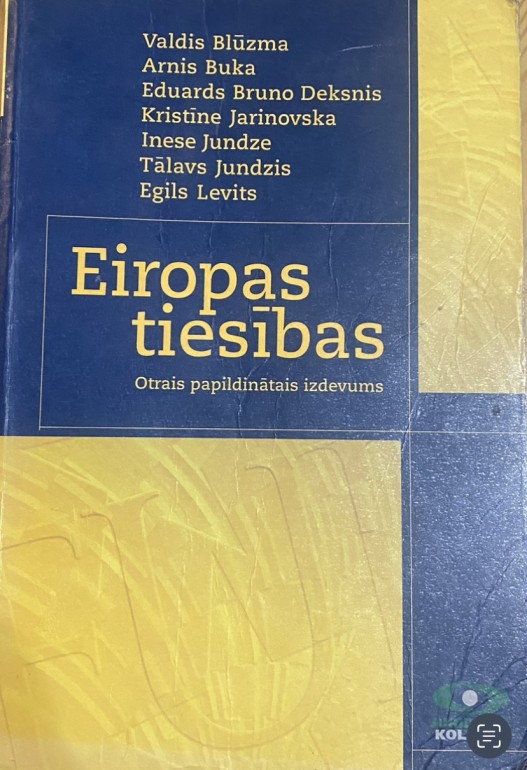 Valdis Blūzma
Arnis Buka
Eduards Bruno Deksnis
Kristīne Jarinovska
Inese Jundze
Tālavs Jundzis
Egils Levits
Eiropas
tiesības
Otrais papildinātais izdevums